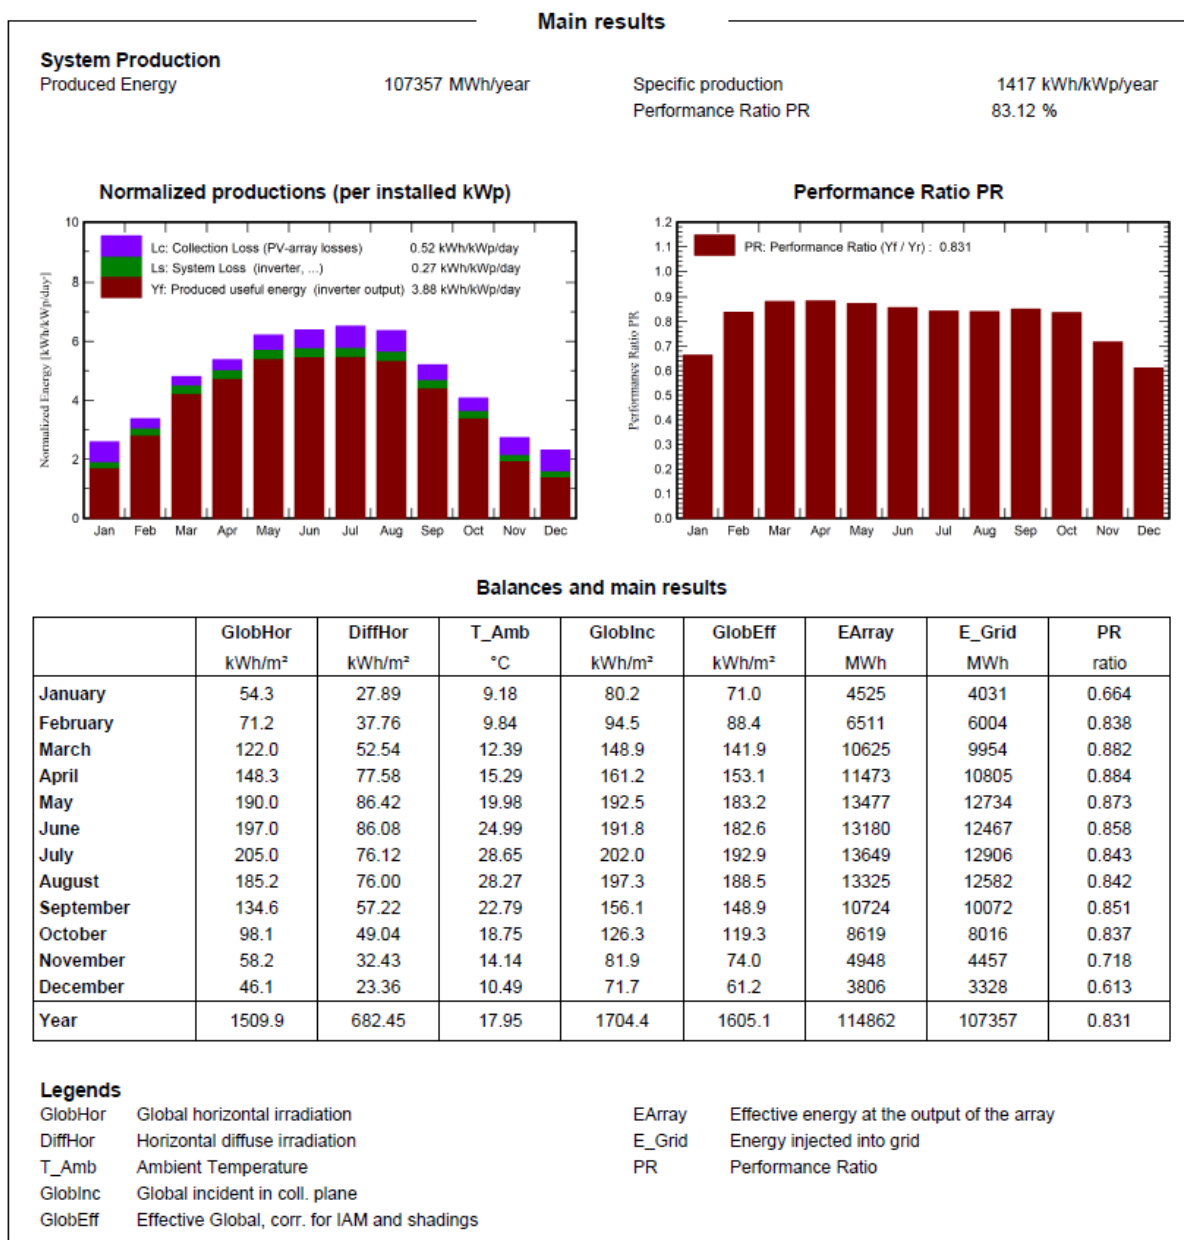 Main results
System Production
Produced Energy 107357 MWh/year Specific production 1417 kWh/kWp/year
Performance Ratio PR 83.12 %
Normalized productions (per installed kWp)
10
8
6
4
2
0
Normalized Energy [kWh/kWp/day]
Lc: Collection Loss (PV-array losses) 0.52 kWh/kWp/day
Ls: System Loss (inverter, ...) 0.27 kWh/kWp/day
Yf: Produced useful energy (inverter output) 3.88 kWh/kWp/day
Jan Feb Mar Apr May Jun Jul Aug Sep Oct Nov Dec
Performance Ratio PR
1.2
1.1
1.0
0.9
0.8
0.7
0.6
0.5
0.4
0.3
0.2
0.1
0.0
Performance Ratio PR
PR: Performance Ratio (Yf / Yr) : 0.831
Jan Feb Mar Apr May Jun Jul Aug Sep Oct Nov Dec
Balances and main results
GlobHor DiffHor T_Amb GlobInc GlobEff EArray E_Grid PR
kWh/m² kWh/m² °C kWh/m² kWh/m² MWh MWh ratio
January 54.3 27.89 9.18 80.2 71.0 4525 4031 0.664
February 71.2 37.76 9.84 94.5 88.4 6511 6004 0.838
March 122.0 52.54 12.39 148.9 141.9 10625 9954 0.882
April 148.3 77.58 15.29 161.2 153.1 11473 10805 0.884
May 190.0 86.42 19.98 192.5 183.2 13477 12734 0.873
June 197.0 86.08 24.99 191.8 182.6 13180 12467 0.858
July 205.0 76.12 28.65 202.0 192.9 13649 12906 0.843
August 185.2 76.00 28.27 197.3 188.5 13325 12582 0.842
September 134.6 57.22 22.79 156.1 148.9 10724 10072 0.851
October 98.1 49.04 18.75 126.3 119.3 8619 8016 0.837
November 58.2 32.43 14.14 81.9 74.0 4948 4457 0.718
December 46.1 23.36 10.49 71.7 61.2 3806 3328 0.613
Year 1509.9 682.45 17.95 1704.4 1605.1 114862 107357 0.831
Legends
GlobHor Global horizontal irradiation EArray Effective energy at the output of the array
DiffHor Horizontal diffuse irradiation E_Grid Energy injected into grid
T_Amb Ambient Temperature PR Performance Ratio
GlobInc Global incident in coll. plane
GlobEff Effective Global, corr. for IAM and shadings